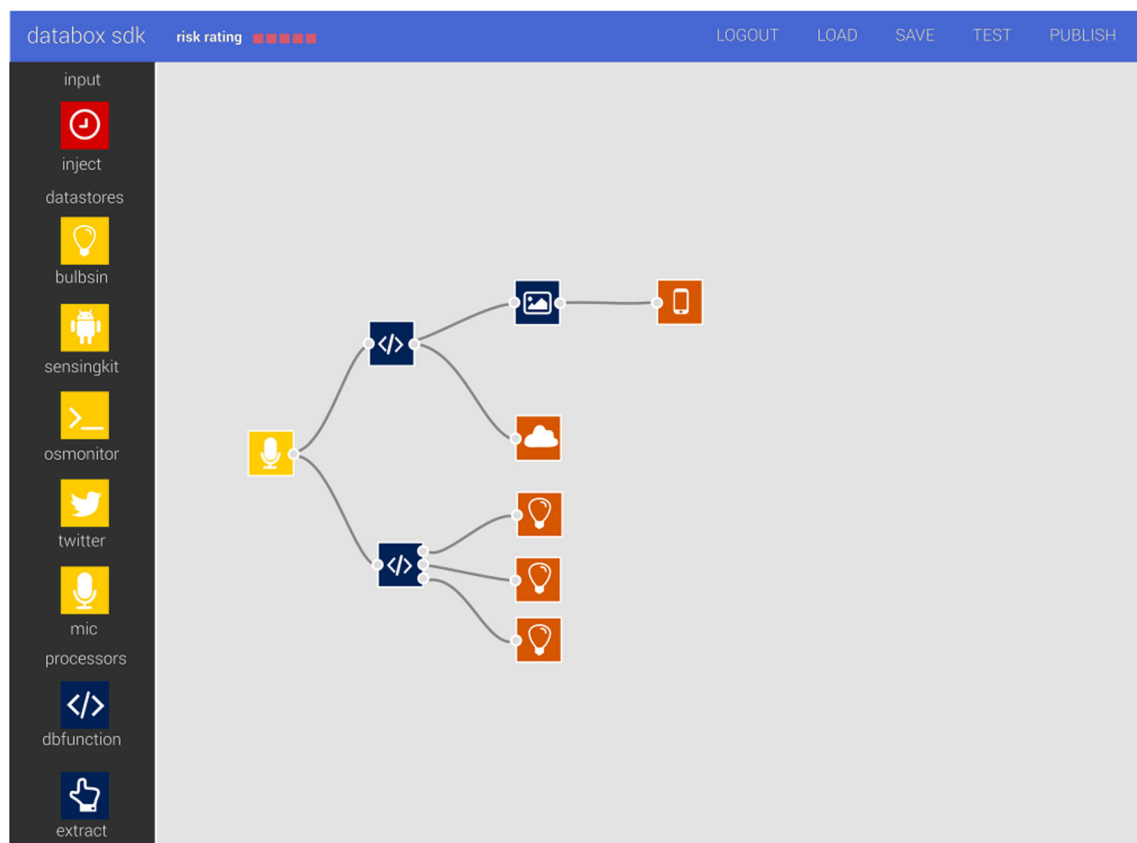 databox sdk risk rating LOGOUT LOAD SAVE TEST PUBLISH
input
inject
datastores
bulbsin
sensingkit
osmonitor
twitter
mic
processors
dbfunction
extract